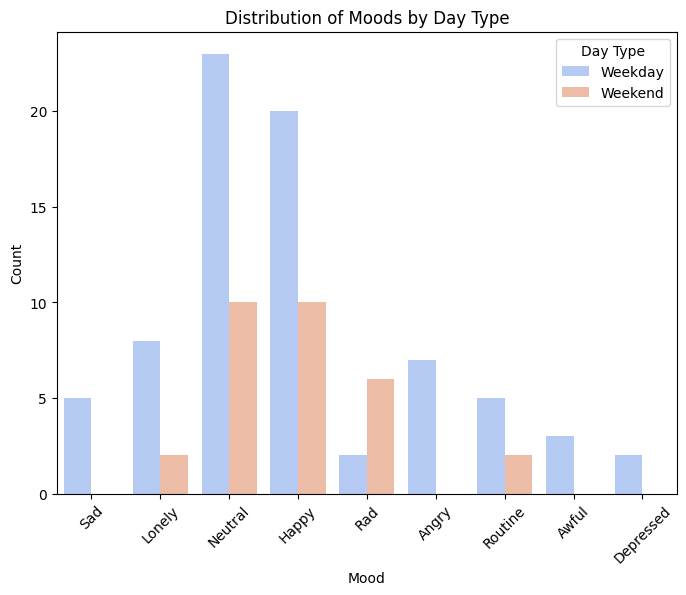 Distribution of Moods by Day Type
Day Type
Weekday
Weekend
Count
20
15
10
5
0
Sad
Lonely
Neutral
Happy
Rad
Angry
Routine
Awful
Depressed
Mood